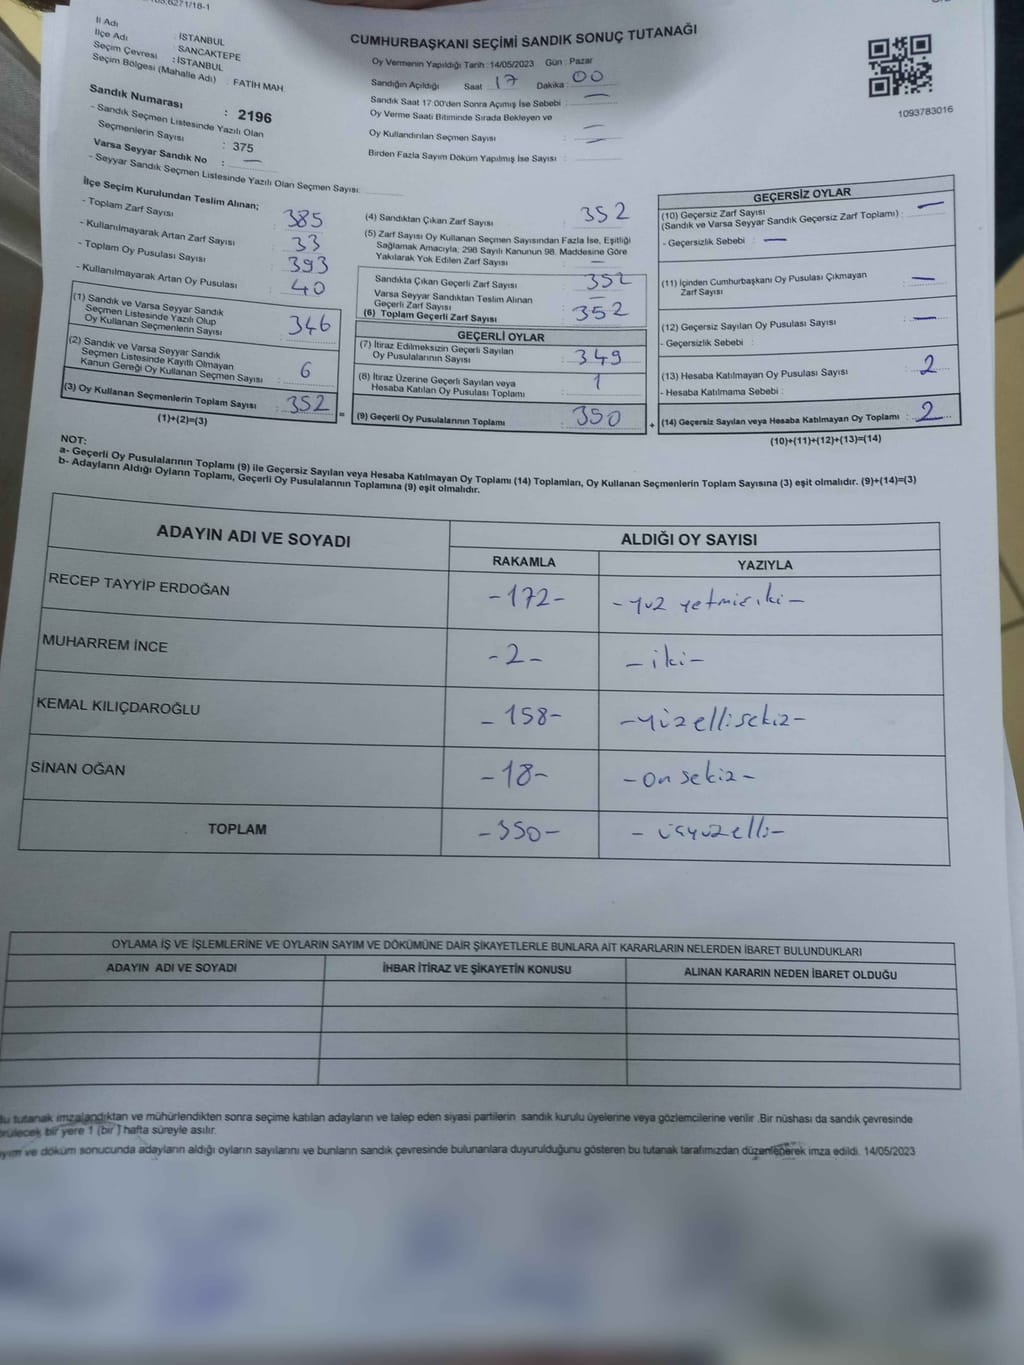 6271/18-1
CUMHURBAŞKANI SEÇİMİ SANDIK SONUÇ TUTANAĞI
İl Adı : İSTANBUL
İlçe Adı : SANCAKTEPE
Seçim Çevresi : İSTANBUL
Seçim Bölgesi (Mahalle Adı) : FATİH MAH.
Sandık Numarası : 2196
- Sandık Seçmen Listesinde Yazılı Olan
Seçmenlerin Sayısı : 375
Varsa Seyyar Sandık No : —
- Seyyar Sandık Seçmen Listesinde Yazılı Olan Seçmen Sayısı:
Oy Vermenin Yapıldığı Tarih :14/05/2023 Gün : Pazar
Sandığın Açıldığı Saat : 17 Dakika : 00
Sandık Saat 17:00'den Sonra Açımış İse Sebebi : —
Oy Verme Saati Bitiminde Sırada Bekleyen ve
Oy Kullandırılan Seçmen Sayısı : —
Birden Fazla Sayım Döküm Yapılmış İse Sayısı : —
1093783016
İlçe Seçim Kurulundan Teslim Alınan;
- Toplam Zarf Sayısı : 385
- Kullanılmayarak Artan Zarf Sayısı : 33
- Toplam Oy Pusulası Sayısı : 393
- Kullanılmayarak Artan Oy Pusulası : 40
(1) Sandık ve Varsa Seyyar Sandık
Seçmen Listesinde Yazılı Olup
Oy Kullanan Seçmenlerin Sayısı : 346
(2) Sandık ve Varsa Seyyar Sandık
Seçmen Listesinde Kayıtlı Olmayan
Kanun Gereği Oy Kullanan Seçmen Sayısı : 6
(3) Oy Kullanan Seçmenlerin Toplam Sayısı : 352 =
(1)+(2)=(3)
(4) Sandıktan Çıkan Zarf Sayısı : 352
(5) Zarf Sayısı Oy Kullanan Seçmen Sayısından Fazla İse, Eşitliği
Sağlamak Amacıyla, 298 Sayılı Kanunun 98. Maddesine Göre
Yakılarak Yok Edilen Zarf Sayısı : —
Sandıkta Çıkan Geçerli Zarf Sayısı : 352
Varsa Seyyar Sandıktan Teslim Alınan
Geçerli Zarf Sayısı : —
(6) Toplam Geçerli Zarf Sayısı : 352
GEÇERLİ OYLAR
(7) İtiraz Edilmeksizin Geçerli Sayılan
Oy Pusulalarının Sayısı : 349
(8) İtiraz Üzerine Geçerli Sayılan veya
Hesaba Katılan Oy Pusulası Toplamı : 1
(9) Geçerli Oy Pusulalarının Toplamı : 350 +
GEÇERSİZ OYLAR
(10) Geçersiz Zarf Sayısı
(Sandık ve Varsa Seyyar Sandık Geçersiz Zarf Toplamı) : —
- Geçersizlik Sebebi : —
(11) İçinden Cumhurbaşkanı Oy Pusulası Çıkmayan
Zarf Sayısı : —
(12) Geçersiz Sayılan Oy Pusulası Sayısı : —
- Geçersizlik Sebebi :
(13) Hesaba Katılmayan Oy Pusulası Sayısı : 2
- Hesaba Katılmama Sebebi :
(14) Geçersiz Sayılan veya Hesaba Katılmayan Oy Toplamı : 2
(10)+(11)+(12)+(13)=(14)
NOT:
a- Geçerli Oy Pusulalarının Toplamı (9) ile Geçersiz Sayılan veya Hesaba Katılmayan Oy Toplamı (14) Toplamları, Oy Kullanan Seçmenlerin Toplam Sayısına (3) eşit olmalıdır. (9)+(14)=(3)
b- Adayların Aldığı Oyların Toplamı, Geçerli Oy Pusulalarının Toplamına (9) eşit olmalıdır.
ADAYIN ADI VE SOYADI ALDIĞI OY SAYISI
RAKAMLA YAZIYLA
RECEP TAYYİP ERDOĞAN -172- -yüz yetmiş iki-
MUHARREM İNCE -2- -iki-
KEMAL KILIÇDAROĞLU -158- -yüzellisekiz-
SİNAN OĞAN -18- -on sekiz-
TOPLAM -350- -üçyüzelli-
OYLAMA İŞ VE İŞLEMLERİNE VE OYLARIN SAYIM VE DÖKÜMÜNE DAİR ŞİKAYETLERLE BUNLARA AİT KARARLARIN NELERDEN İBARET BULUNDUKLARI
ADAYIN ADI VE SOYADI İHBAR İTİRAZ VE ŞİKAYETİN KONUSU ALINAN KARARIN NEDEN İBARET OLDUĞU
Bu tutanak imzalandıktan ve mühürlendikten sonra seçime katılan adayların ve talep eden siyasi partilerin sandık kurulu üyelerine veya gözlemcilerine verilir .Bir nüshası da sandık çevresinde
görülecek bir yere 1 (bir ) hafta süreyle asılır.
ayım ve döküm sonucunda adayların aldığı oyların sayılarını ve bunların sandık çevresinde bulunanlara duyurulduğunu gösteren bu tutanak tarafımızdan düzenlenerek imza edildi. 14/05/2023